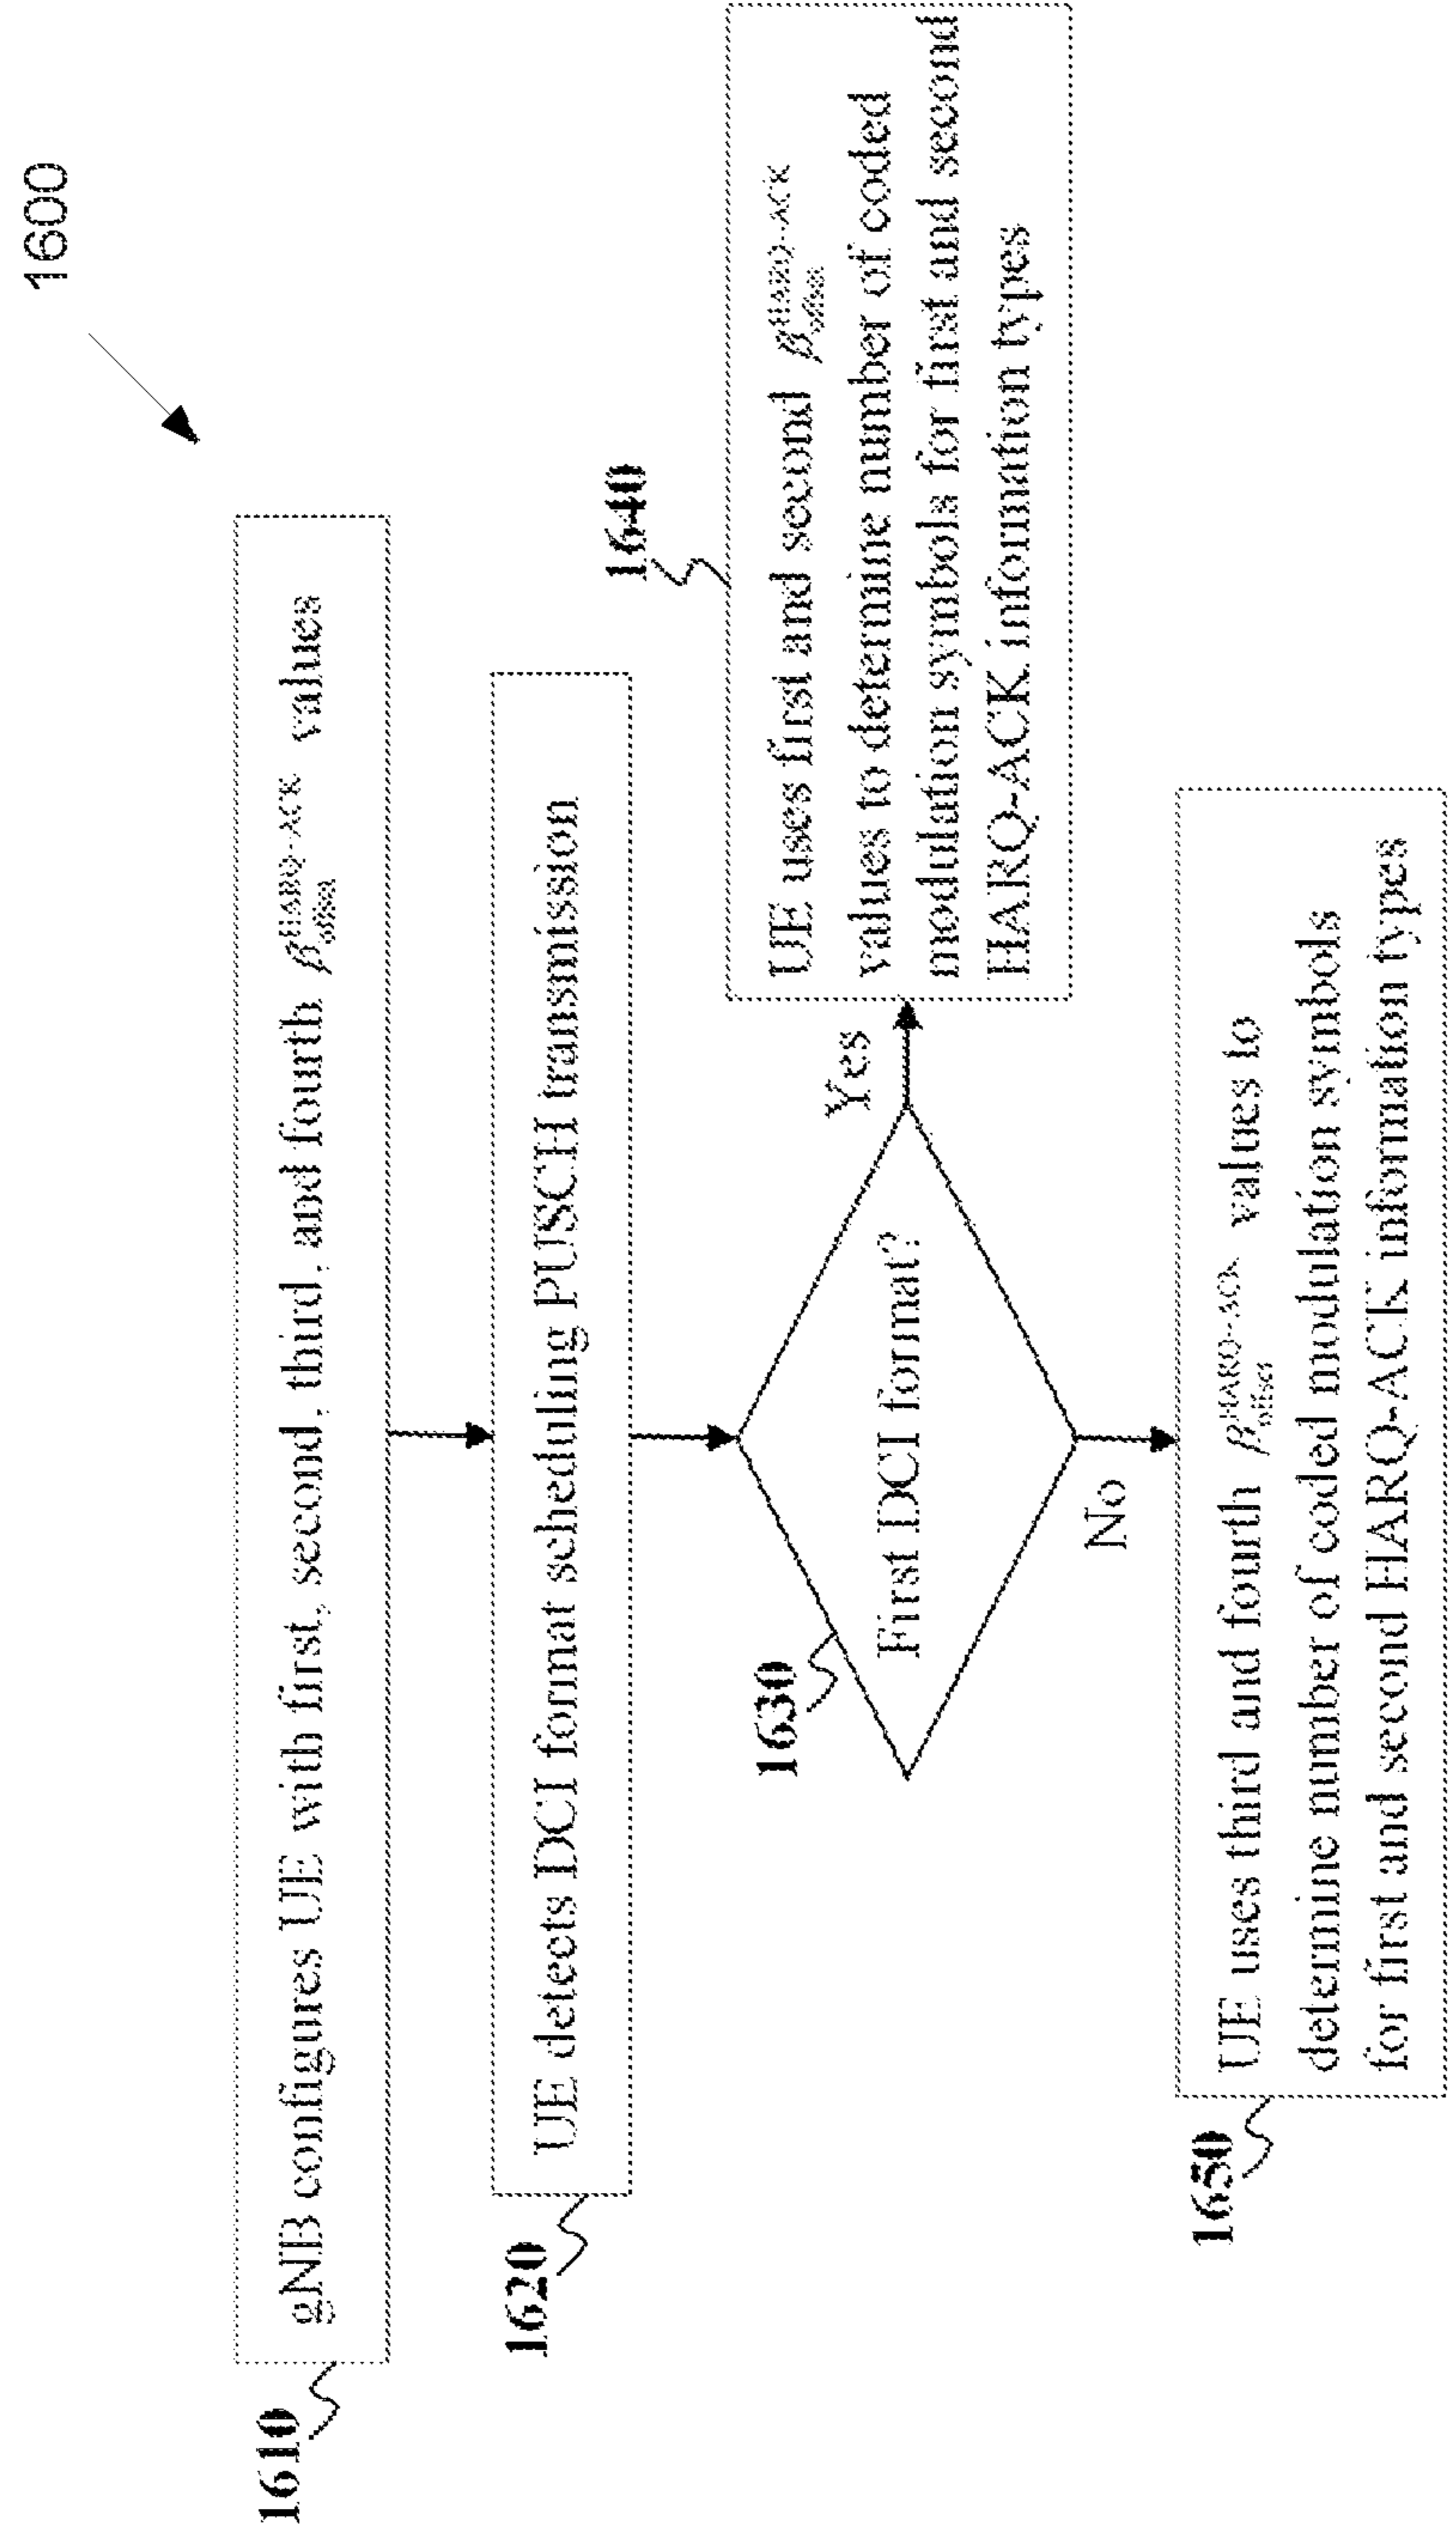 1600
1610
gNB configures UE with first, second, third, and fourth β_offset^HARQ-ACK values
1620
UE detects DCI format scheduling PUSCH transmission
1630
First DCI format?
Yes
1640
UE uses first and second β_offset^HARQ-ACK
values to determine number of coded
modulation symbols for first and second
HARQ-ACK information types
No
1650
UE uses third and fourth β_offset^HARQ-ACK values to
determine number of coded modulation symbols
for first and second HARQ-ACK information types